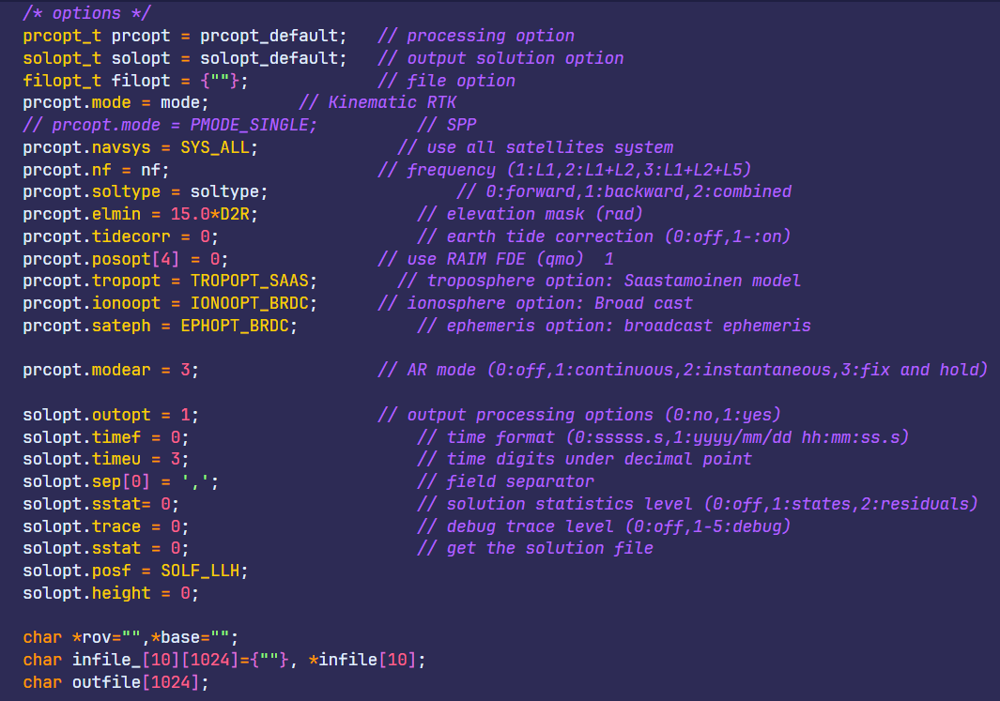 /* options */
prcopt_t prcopt = prcopt_default;   // processing option
solopt_t solopt = solopt_default;   // output solution option
filopt_t filopt = {""};             // file option
prcopt.mode = mode;         // Kinematic RTK
// prcopt.mode = PMODE_SINGLE;          // SPP
prcopt.navsys = SYS_ALL;              // use all satellites system
prcopt.nf = nf;                     // frequency (1:L1,2:L1+L2,3:L1+L2+L5)
prcopt.soltype = soltype;                   // 0:forward,1:backward,2:combined
prcopt.elmin = 15.0*D2R;                // elevation mask (rad)
prcopt.tidecorr = 0;                    // earth tide correction (0:off,1-:on)
prcopt.posopt[4] = 0;               // use RAIM FDE (qmo)  1
prcopt.tropopt = TROPOPT_SAAS;        // troposphere option: Saastamoinen model
prcopt.ionoopt = IONOOPT_BRDC;      // ionosphere option: Broad cast
prcopt.sateph = EPHOPT_BRDC;            // ephemeris option: broadcast ephemeris
prcopt.modear = 3;                  // AR mode (0:off,1:continuous,2:instantaneous,3:fix and hold)
solopt.outopt = 1;                  // output processing options (0:no,1:yes)
solopt.timef = 0;                       // time format (0:sssss.s,1:yyyy/mm/dd hh:mm:ss.s)
solopt.timeu = 3;                       // time digits under decimal point
solopt.sep[0] = ',';                    // field separator
solopt.sstat= 0;                        // solution statistics level (0:off,1:states,2:residuals)
solopt.trace = 0;                       // debug trace level (0:off,1-5:debug)
solopt.sstat = 0;                       // get the solution file
solopt.posf = SOLF_LLH;
solopt.height = 0;
char *rov="",*base="";
char infile_[10][1024]={""}, *infile[10];
char outfile[1024];